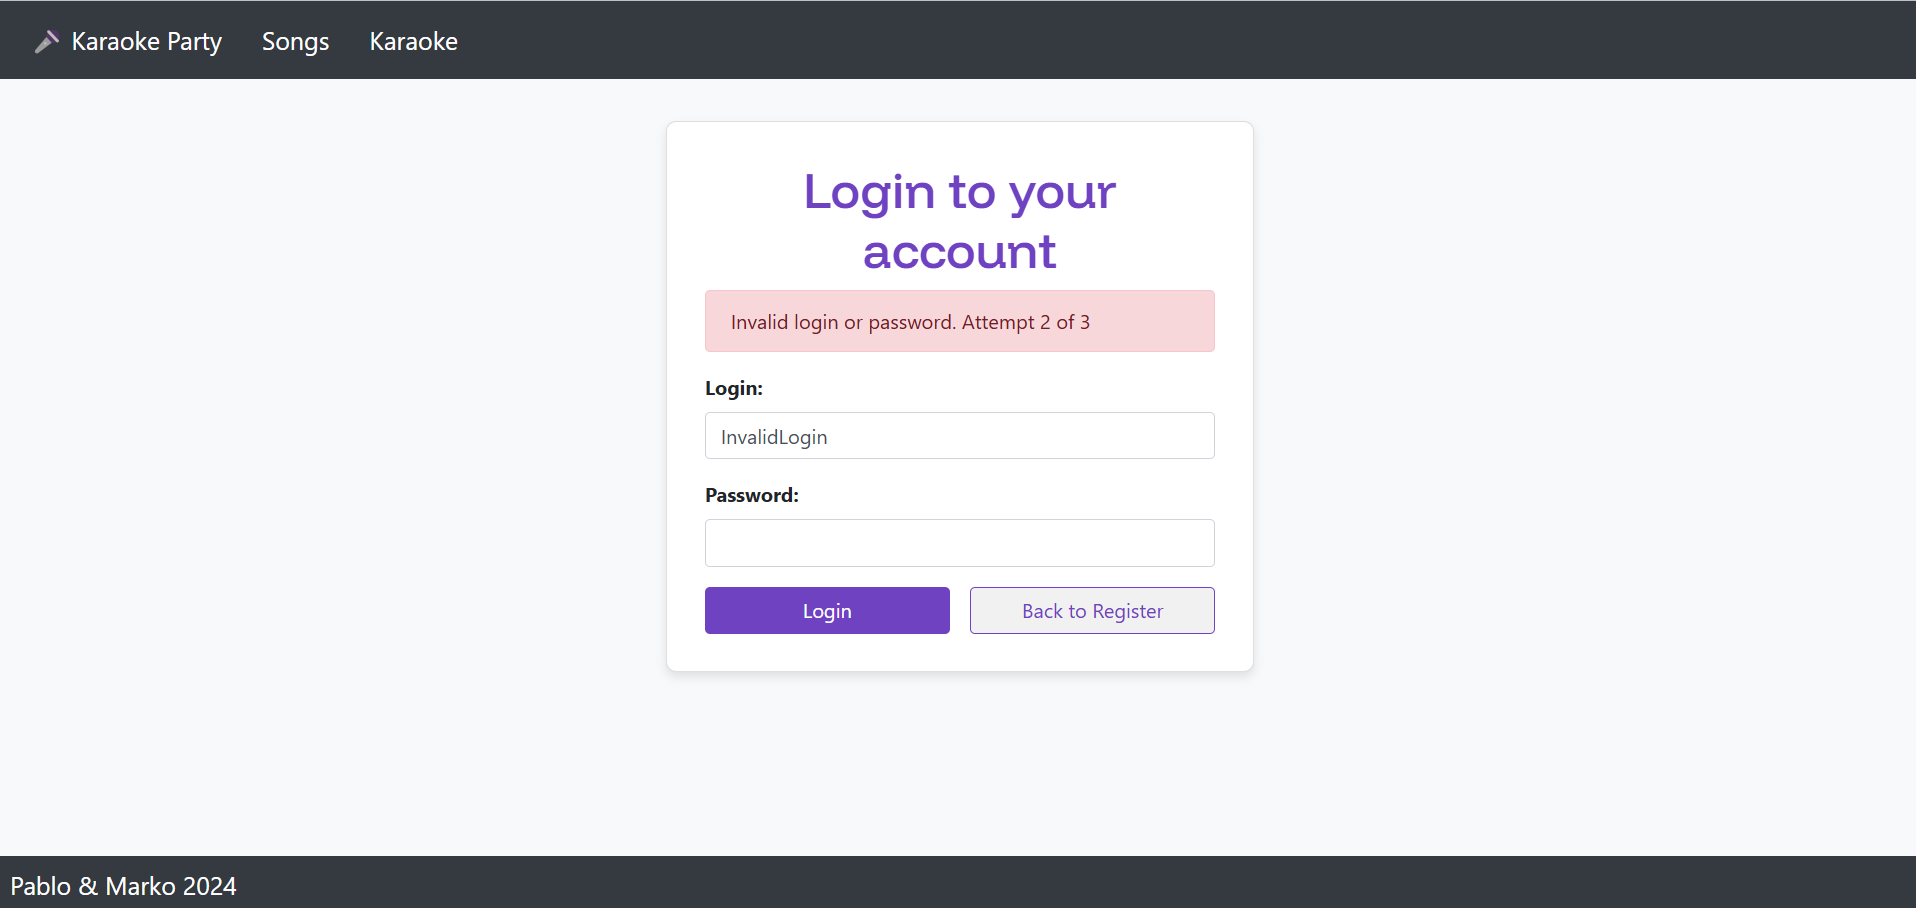 Karaoke Party Songs Karaoke
Login to your
account
Invalid login or password. Attempt 2 of 3
Login:
InvalidLogin
Password:
Login Back to Register
Pablo & Marko 2024